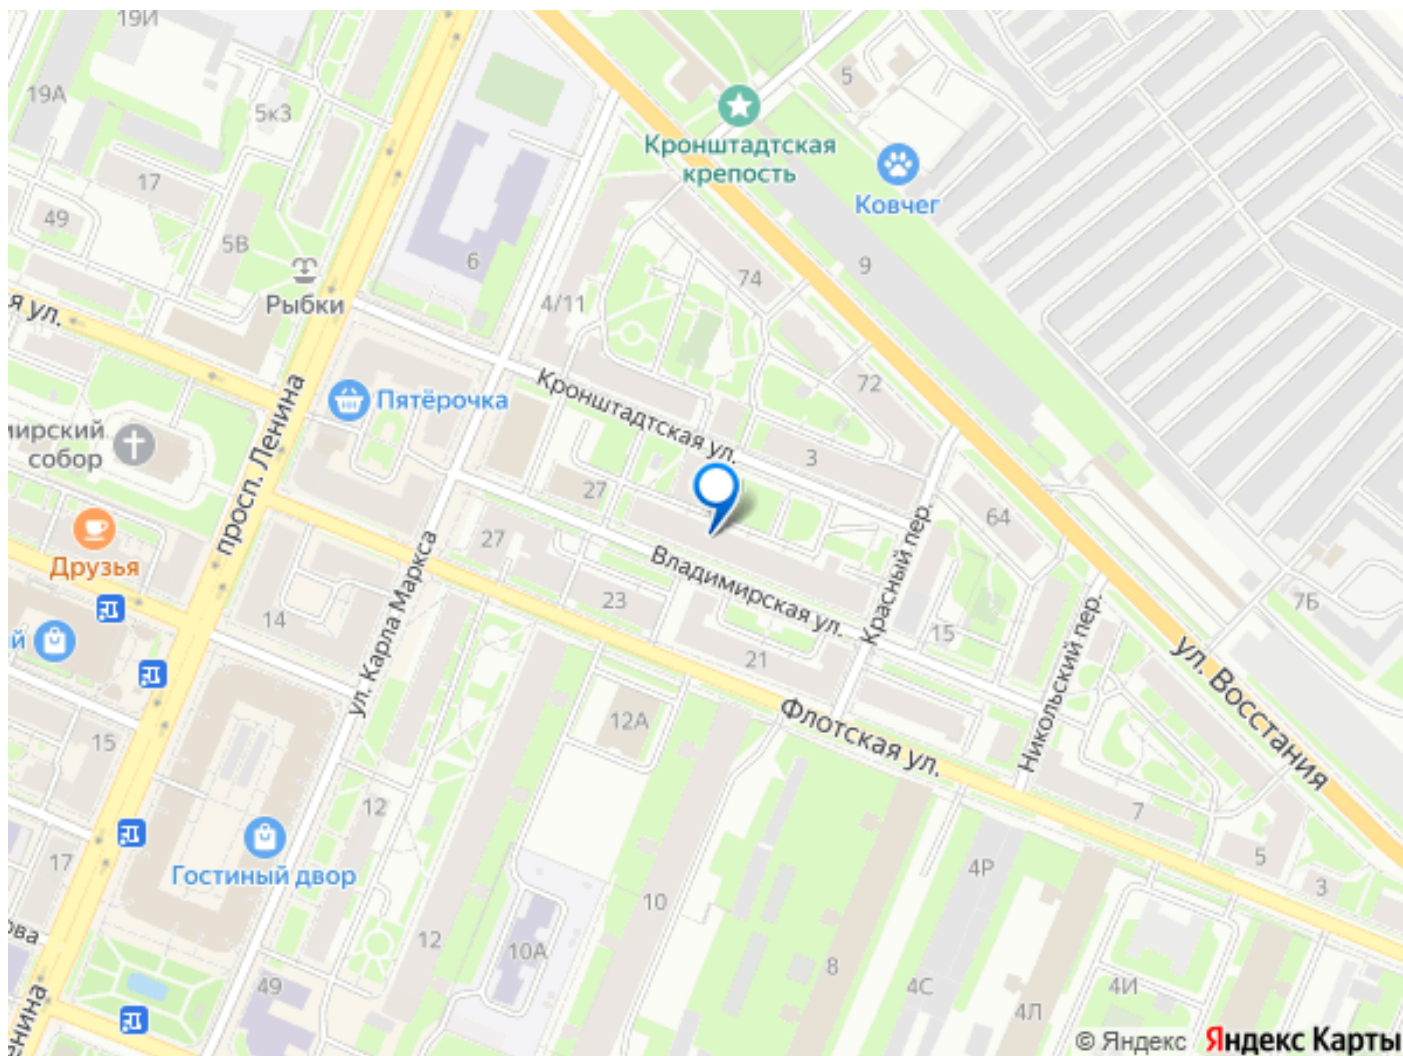 19И
19А
5к3
17
49
5В
6
Рыбки
я ул.
Кронштадтская
крепость
5
Ковчег
9
74
4/11
72
Пятёрочка
Кронштадтская ул.
3
мирский
собор
просп. Ленина
27
64
Друзья
27
ул. Карла Маркса
Владимирская ул.
Красный пер.
23
15
7Б
14
й
21
Никольский пер.
ул. Восстания
12А
Флотская ул.
15
12
7
Гостиный двор
17
4Р
5
3
10
ова
12
10А
8
4С
4И
4Л
49
енина
© Яндекс Яндекс Карты